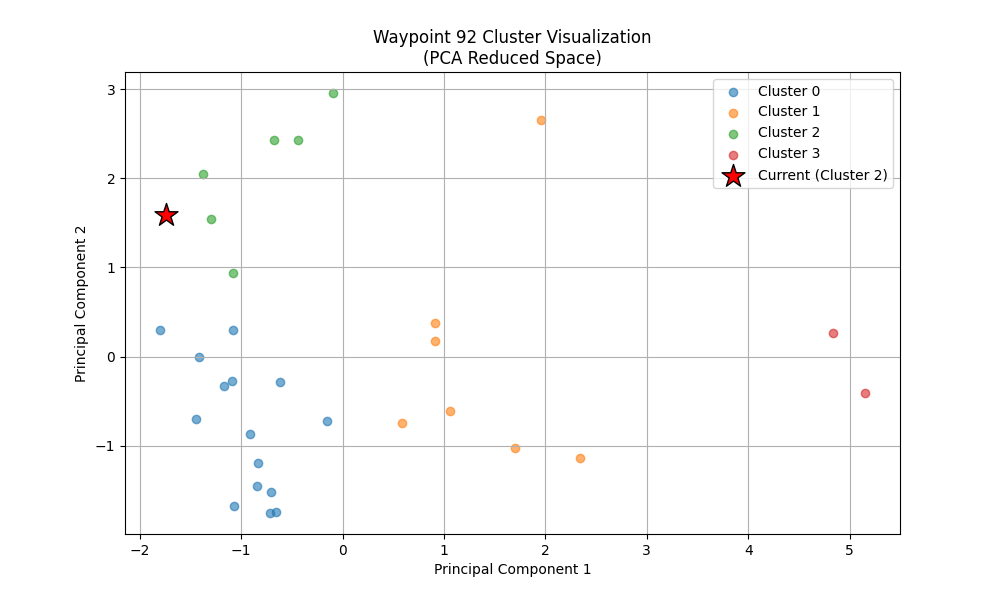 Waypoint 92 Cluster Visualization
(PCA Reduced Space)
Cluster 0
Cluster 1
Cluster 2
Cluster 3
Current (Cluster 2)
Principal Component 2
3
2
1
0
−1
−2
−1
0
1
2
3
4
5
Principal Component 1